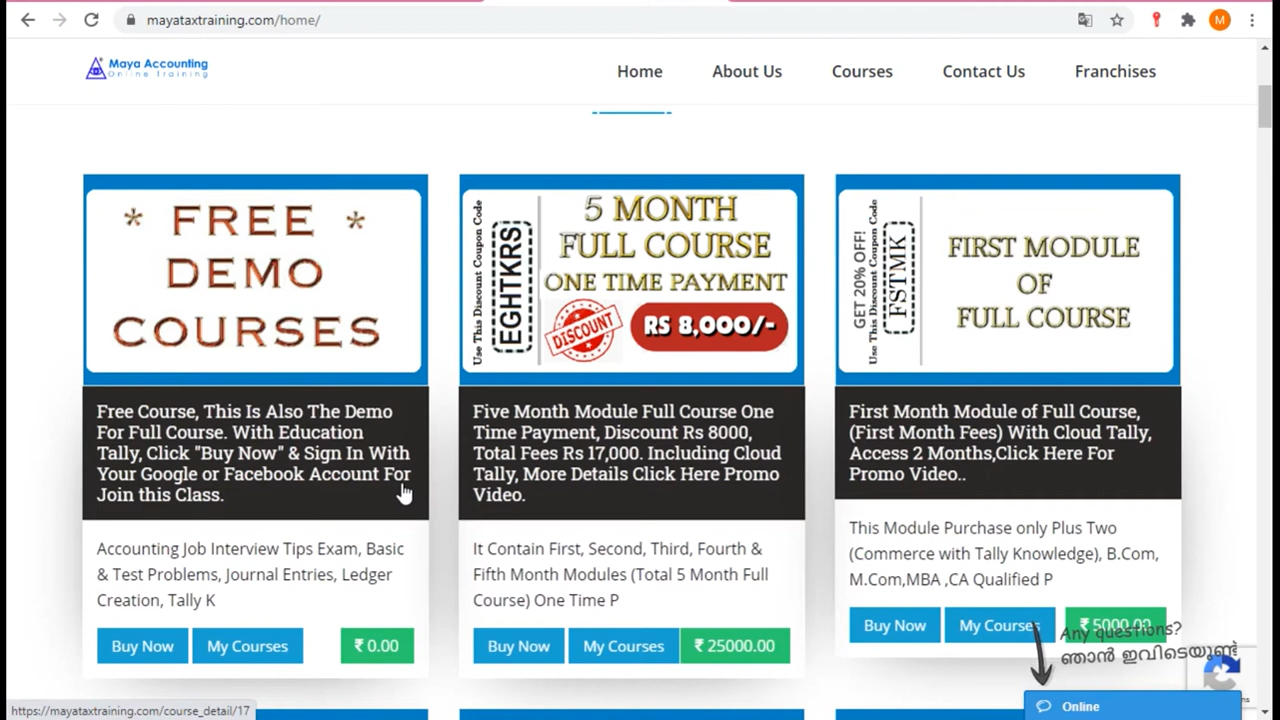 mayataxtraining.com/home/
M
Maya Accounting
Online Training
Home
About Us
Courses
Contact Us
Franchises
* FREE *
DEMO
COURSES
Use This Discount Coupon Code
EGHTKRS
5 MONTH
FULL COURSE
ONE TIME PAYMENT
DISCOUNT
RS 8,000/-
GET 20% OFF!
Use This Discount Coupon Code
FSTMK
FIRST MODULE
OF
FULL COURSE
Free Course, This Is Also The Demo
For Full Course. With Education
Tally, Click "Buy Now" & Sign In With
Your Google or Facebook Account For
Join this Class.
Five Month Module Full Course One
Time Payment, Discount Rs 8000,
Total Fees Rs 17,000. Including Cloud
Tally, More Details Click Here Promo
Video.
First Month Module of Full Course,
(First Month Fees) With Cloud Tally,
Access 2 Months,Click Here For
Promo Video..
Accounting Job Interview Tips Exam, Basic
& Test Problems, Journal Entries, Ledger
Creation, Tally K
It Contain First, Second, Third, Fourth &
Fifth Month Modules (Total 5 Month Full
Course) One Time P
This Module Purchase only Plus Two
(Commerce with Tally Knowledge), B.Com,
M.Com,MBA ,CA Qualified P
Buy Now
My Courses
₹ 0.00
Buy Now
My Courses
₹ 25000.00
Buy Now
My Courses
₹ 5000.00
Any questions?
ഞാൻ ഇവിടെയുണ്ട്
Online
https://mayataxtraining.com/course_detail/17